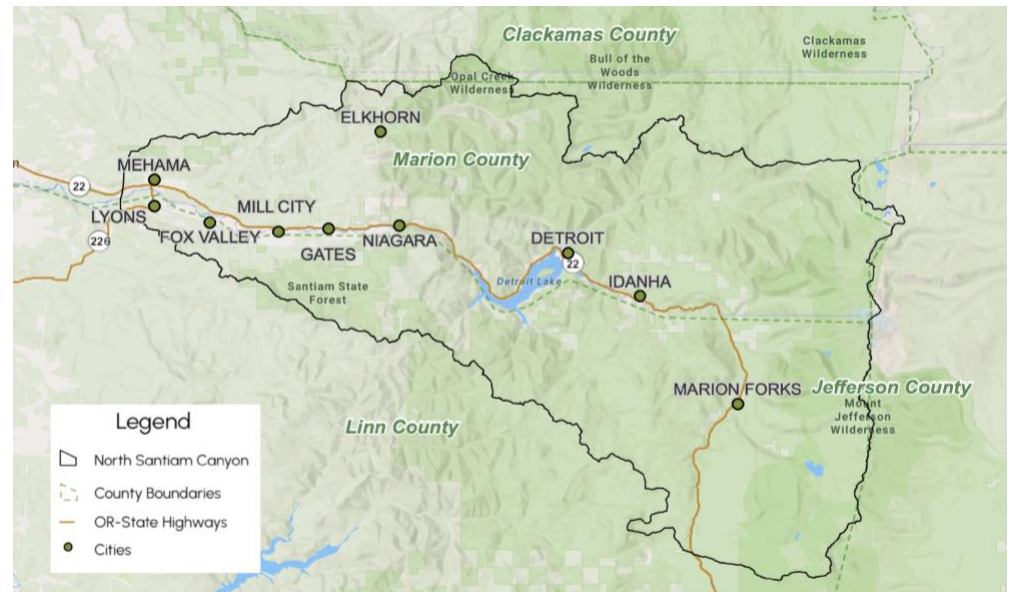 Clackamas County
Clackamas
Wilderness
Bull of the
Woods
Wilderness
Opal Creek
Wilderness
ELKHORN
Marion County
MEHAMA
22
LYONS
MILL CITY
226
FOX VALLEY
GATES
NIAGARA
DETROIT
22
Detroit Lake
IDANHA
Santiam State
Forest
MARION FORKS
Jefferson County
Mount
Jefferson
Wilderness
Linn County
Legend
North Santiam Canyon
County Boundaries
OR-State Highways
Cities